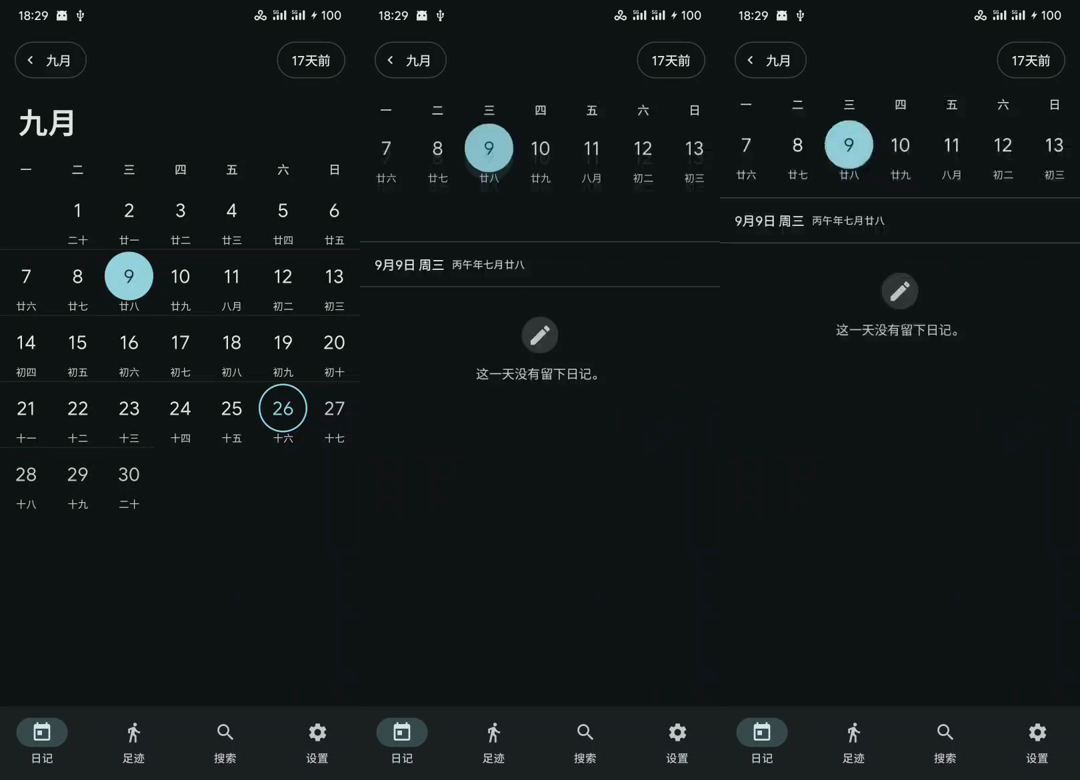 18:29 100
九月 17天前
九月
一 二 三 四 五 六 日
1 2 3 4 5 6
二十 廿一 廿二 廿三 廿四 廿五
7 8 9 10 11 12 13
廿六 廿七 廿八 廿九 八月 初二 初三
14 15 16 17 18 19 20
初四 初五 初六 初七 初八 初九 初十
21 22 23 24 25 26 27
十一 十二 十三 十四 十五 十六 十七
28 29 30
十八 十九 二十
日记 足迹 搜索 设置
18:29 100
九月 17天前
一 二 三 四 五 六 日
7 8 9 10 11 12 13
廿六 廿七 廿八 廿九 八月 初二 初三
9月9日 周三 丙午年七月廿八
这一天没有留下日记。
日记 足迹 搜索 设置
18:29 100
九月 17天前
一 二 三 四 五 六 日
7 8 9 10 11 12 13
廿六 廿七 廿八 廿九 八月 初二 初三
9月9日 周三 丙午年七月廿八
这一天没有留下日记。
日记 足迹 搜索 设置